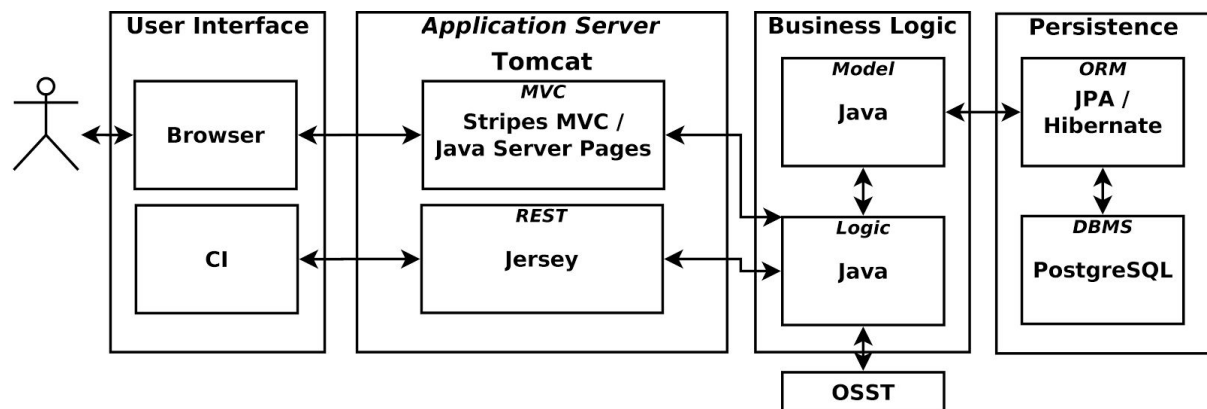 User Interface
Browser
CI
Application Server
Tomcat
MVC
Stripes MVC /
Java Server Pages
REST
Jersey
Business Logic
Model
Java
Logic
Java
OSST
Persistence
ORM
JPA /
Hibernate
DBMS
PostgreSQL